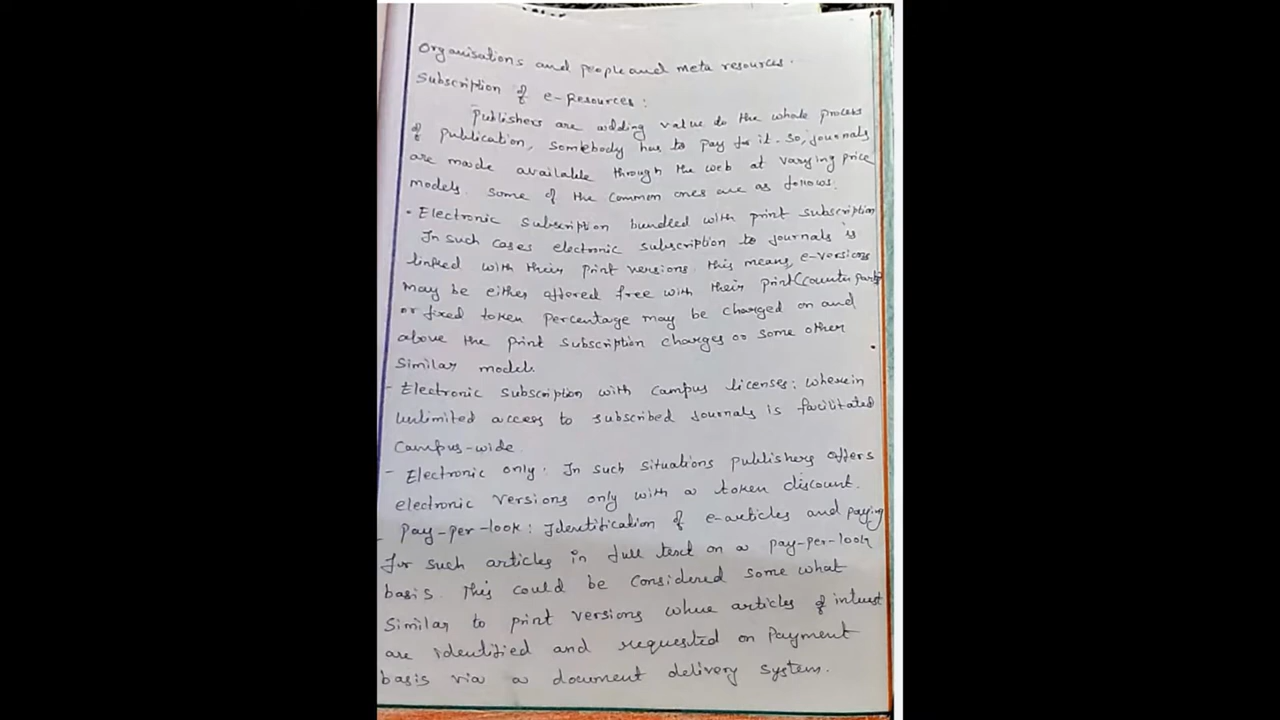 Organisations and people and meta resources.
Subscription of e-Resources:
Publishers are adding value to the whole process
of publication, somebody has to pay for it. So, journals
are made available through the web at varying price
models. Some of the common ones are as follows:
• Electronic Subscription bundled with print subscription
In such cases electronic subscription to journals is
linked with their print versions. this means, e-versions
may be either offered free with their print (counter parts
or fixed token percentage may be charged on and
above the print subscription charges or some other
similar model.
- Electronic subscription with campus licenses: wherein
unlimited access to subscribed journals is facilitated
Campus-wide
- Electronic only: In such situations publishers offers
electronic versions only with a token discount.
- pay-per-look: Identification of e-articles and paying
for such articles in full text on a pay-per-look
basis. This could be considered some what
similar to print versions where articles of interest
are identified and requested on payment
basis via a document delivery system.